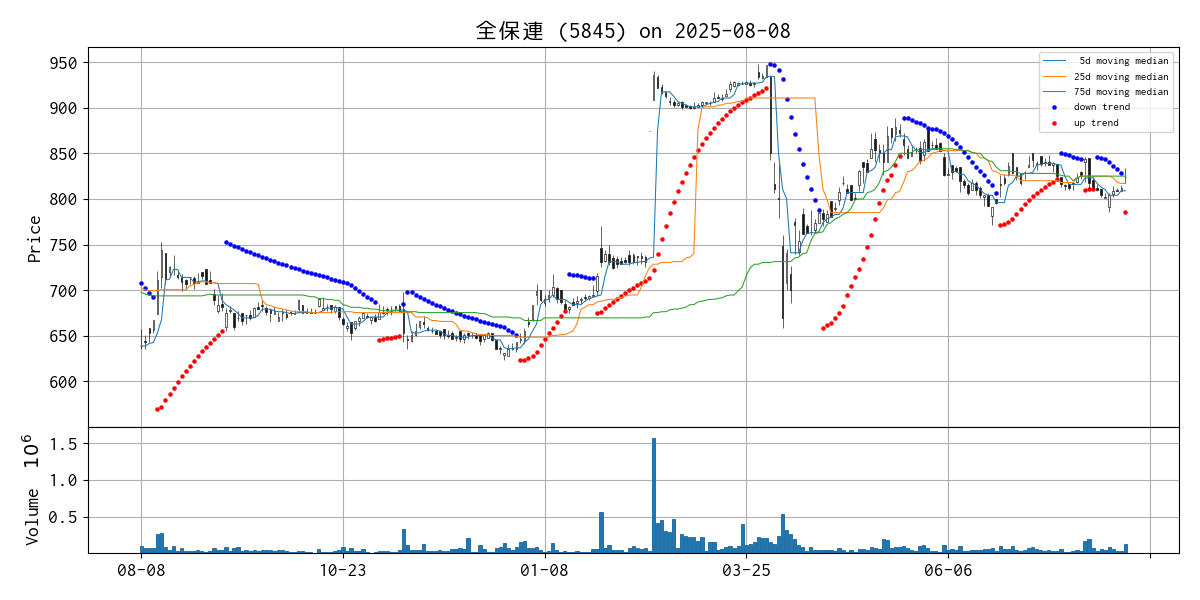 全保連 (5845) on 2025-08-08
Price
950
900
850
800
750
700
650
600
5d moving median
25d moving median
75d moving median
down trend
up trend
Volume 10^6
1.5
1.0
0.5
08-08
10-23
01-08
03-25
06-06